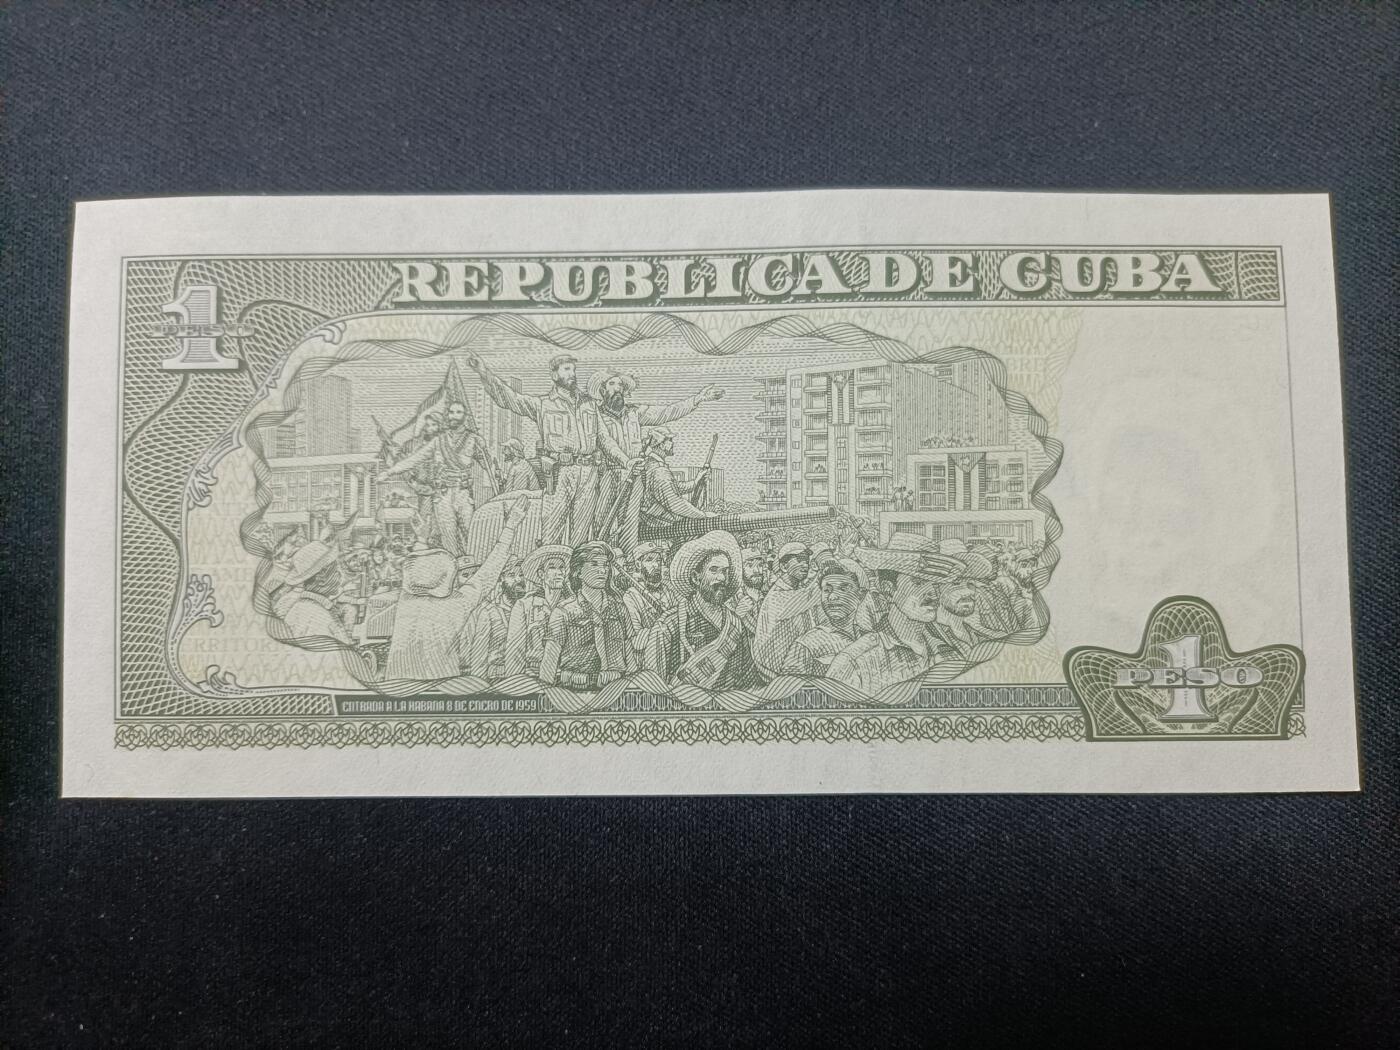 REPUBLICA DE CUBA
1
PESO
ENTRADA A LA HABANA 8 DE ENERO DE 1959
1
PESO